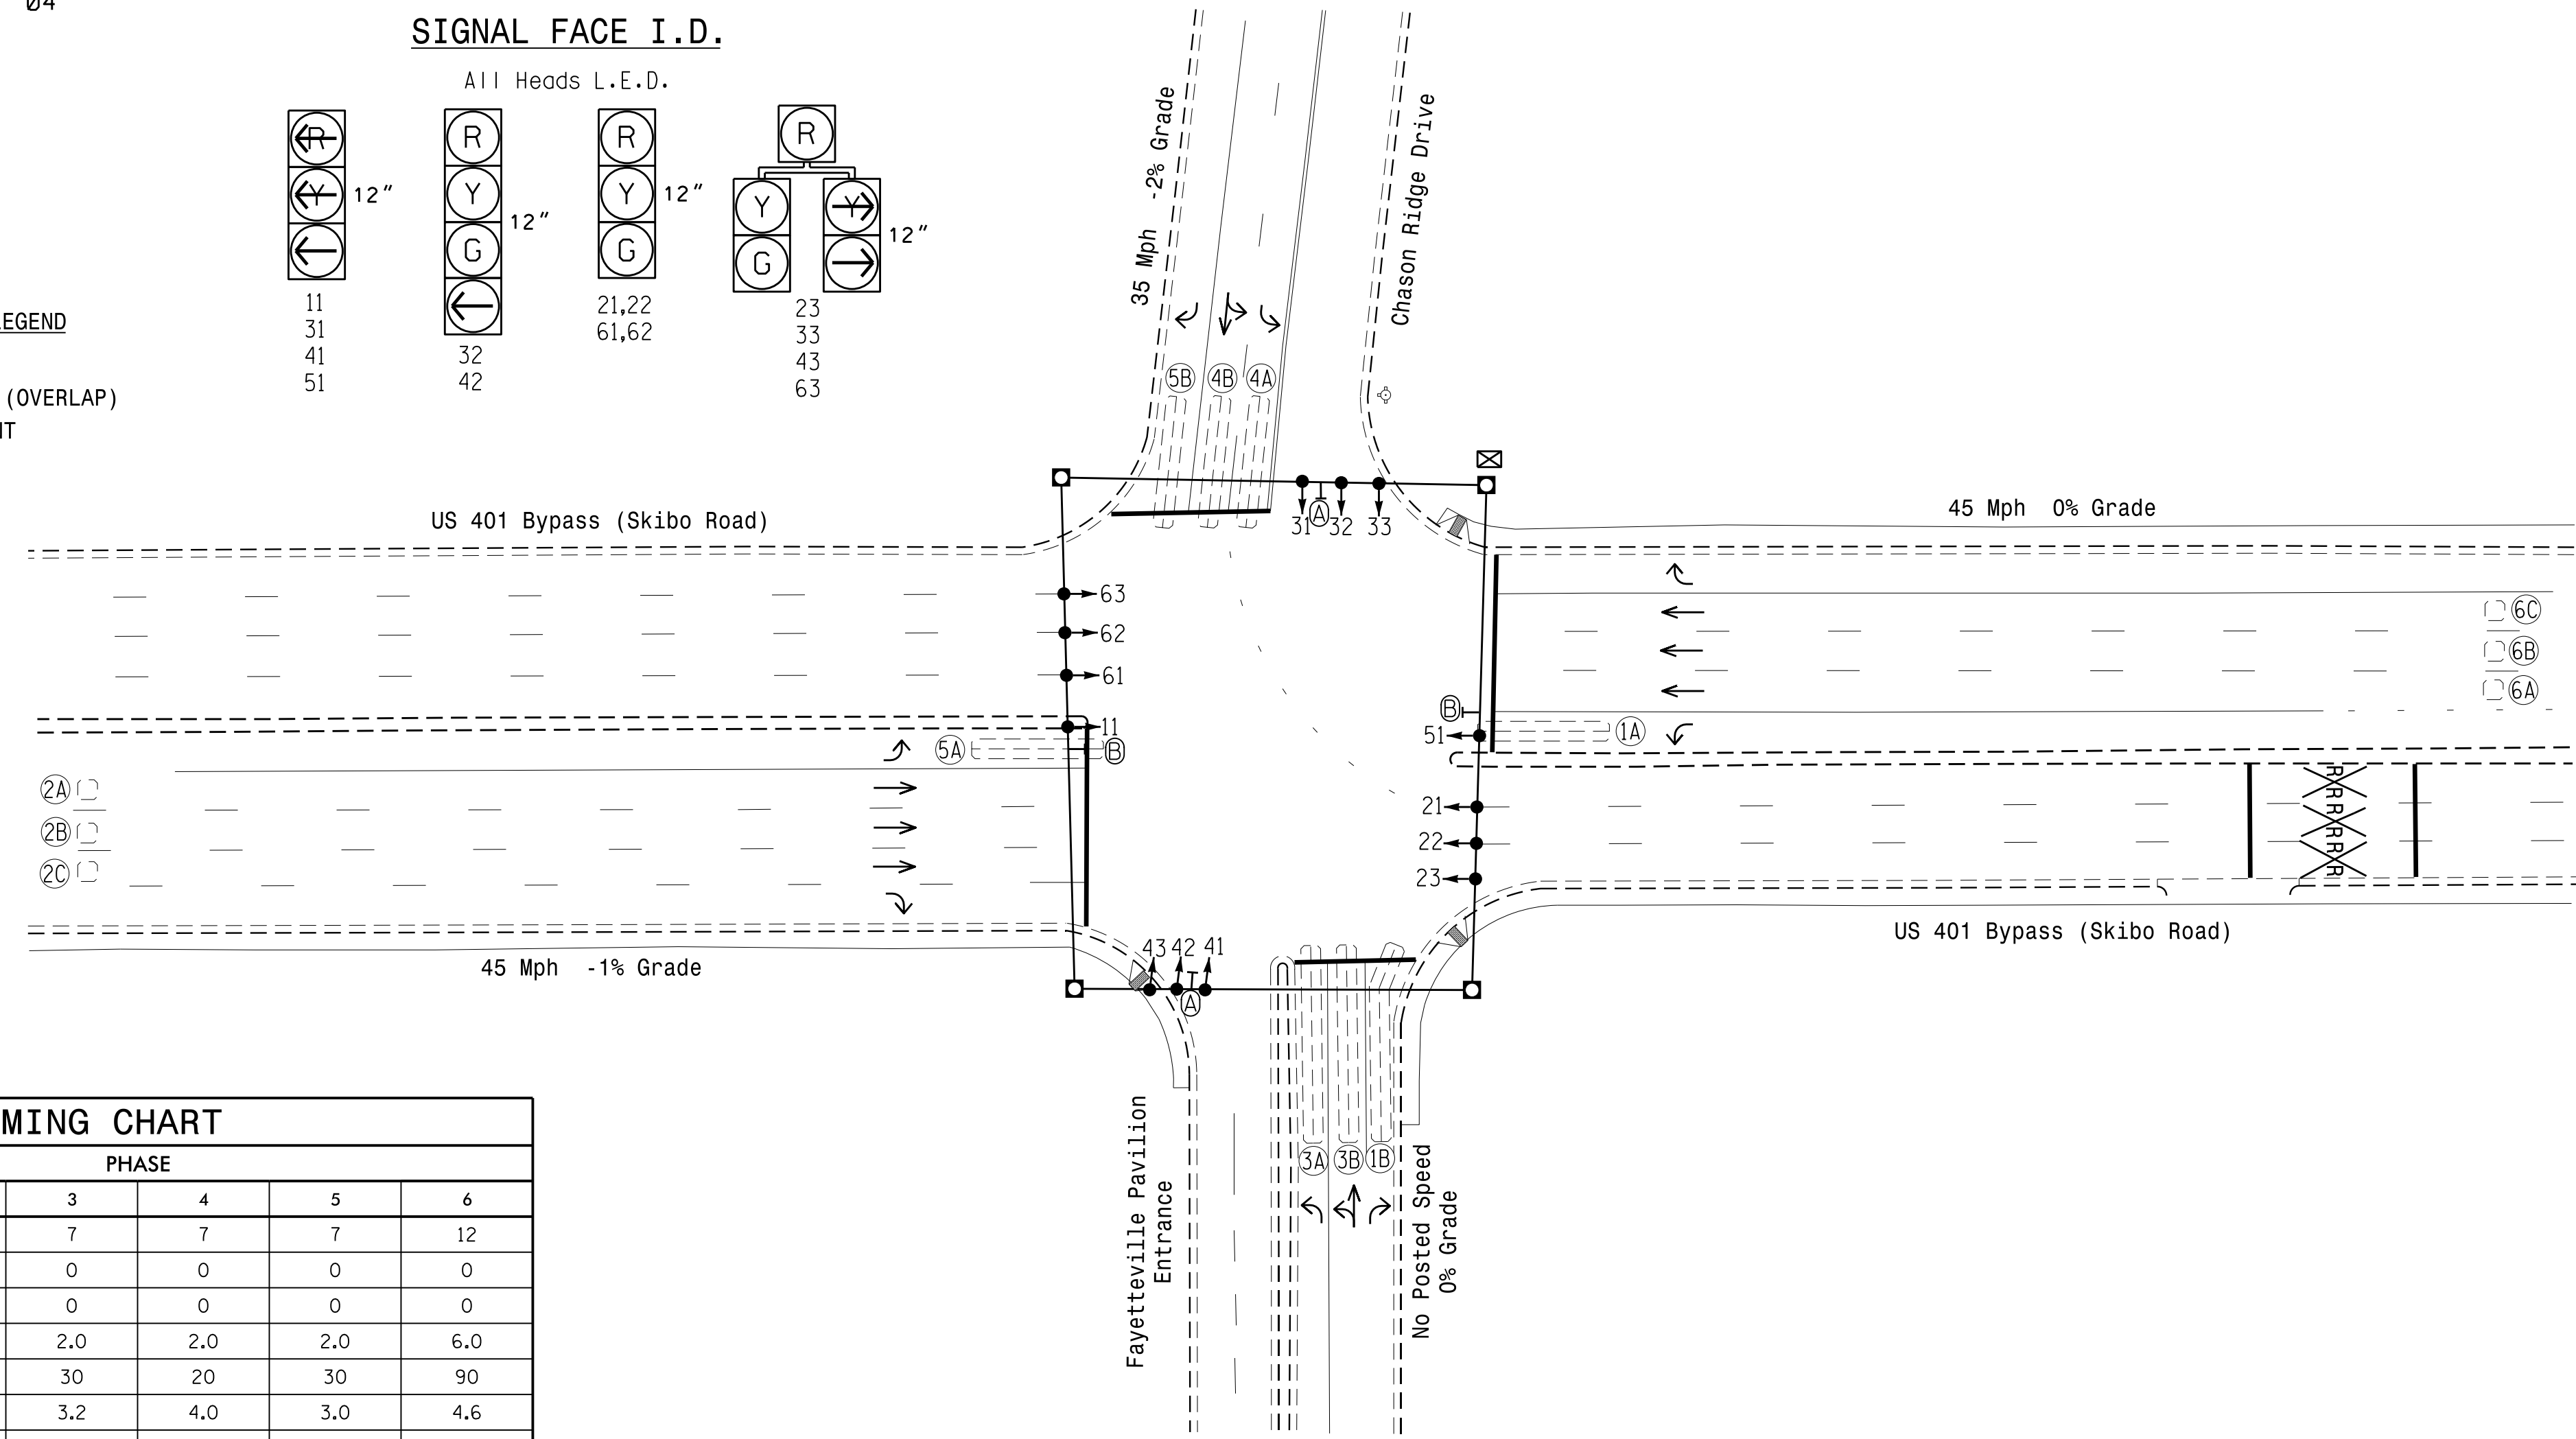 Ø4
SIGNAL FACE I.D.
All Heads L.E.D.
R
Y
12"
11
31
41
51
R
Y
G
12"
32
42
R
Y
G
12"
21,22
61,62
R
Y
G
Y
12"
23
33
43
63
EGEND
(OVERLAP)
NT
35 Mph -2% Grade
Chason Ridge Drive
5B
4B
4A
31
A
32
33
US 401 Bypass (Skibo Road)
45 Mph 0% Grade
63
62
61
11
B
5A
2A
2B
2C
6C
6B
6A
B
51
1A
21
22
23
R R
R R
R R
US 401 Bypass (Skibo Road)
45 Mph -1% Grade
43
42
41
A
3A
3B
1B
Fayetteville Pavilion
Entrance
No Posted Speed
0% Grade
MING CHART
PHASE
3 4 5 6
7 7 7 12
0 0 0 0
0 0 0 0
2.0 2.0 2.0 6.0
30 20 30 90
3.2 4.0 3.0 4.6